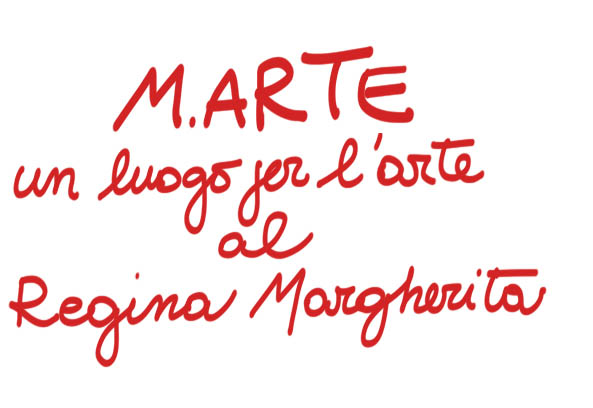 M.ARTE
un luogo per l'arte
al
Regina Margherita